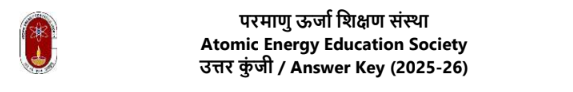 परमाणु ऊर्जा शिक्षण संस्था
Atomic Energy Education Society
उत्तर कुंजी / Answer Key (2025-26)